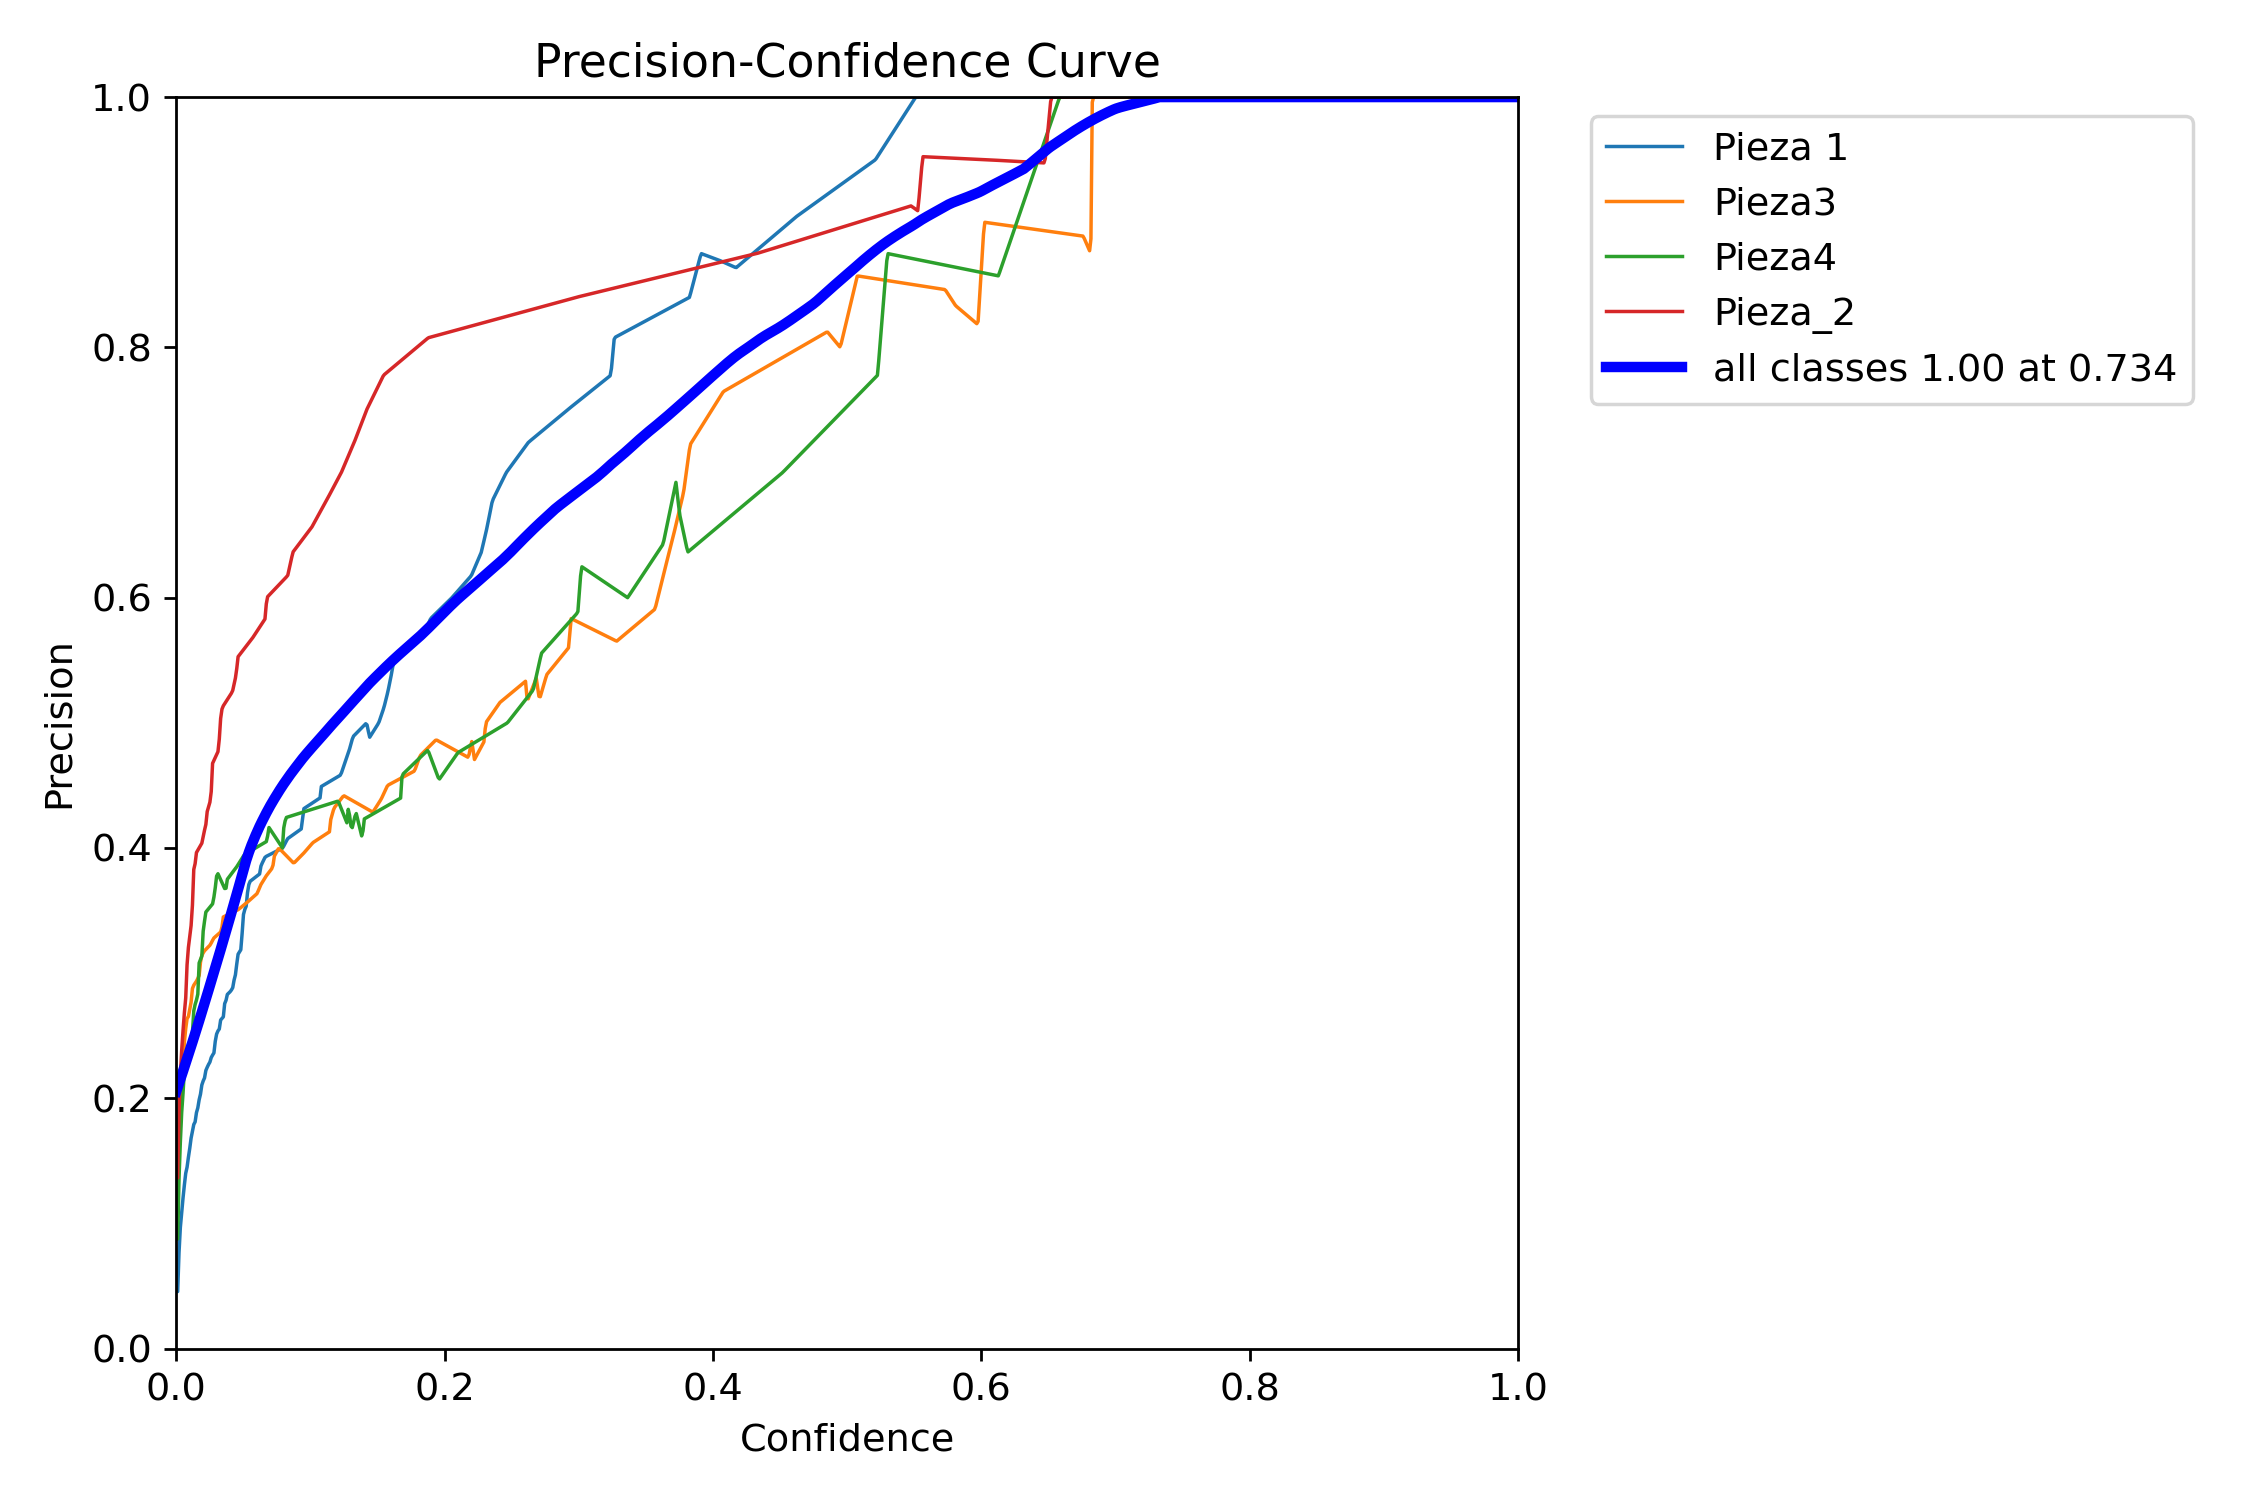 Precision-Confidence Curve
1.0
0.8
0.6
0.4
0.2
0.0
Precision
0.0 0.2 0.4 0.6 0.8 1.0
Confidence
Pieza 1
Pieza3
Pieza4
Pieza_2
all classes 1.00 at 0.734